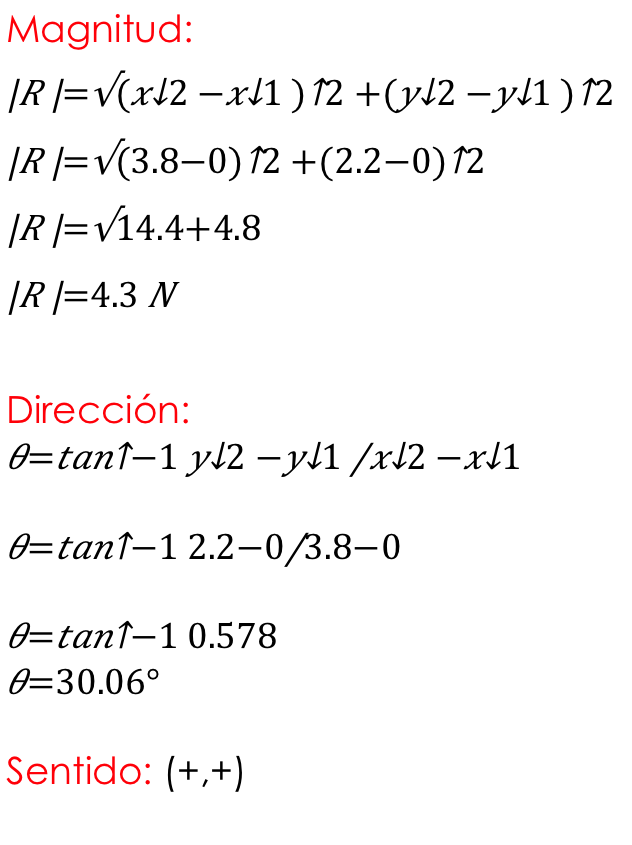 Magnitud:
|R |=√(x↓2 −x↓1 )↑2 +(y↓2 −y↓1 )↑2
|R |=√(3.8−0)↑2 +(2.2−0)↑2
|R |=√14.4+4.8
|R |=4.3 N
Dirección:
θ=tan↑−1 y↓2 −y↓1 /x↓2 −x↓1
θ=tan↑−1 2.2−0/3.8−0
θ=tan↑−1 0.578
θ=30.06°
Sentido: (+,+)